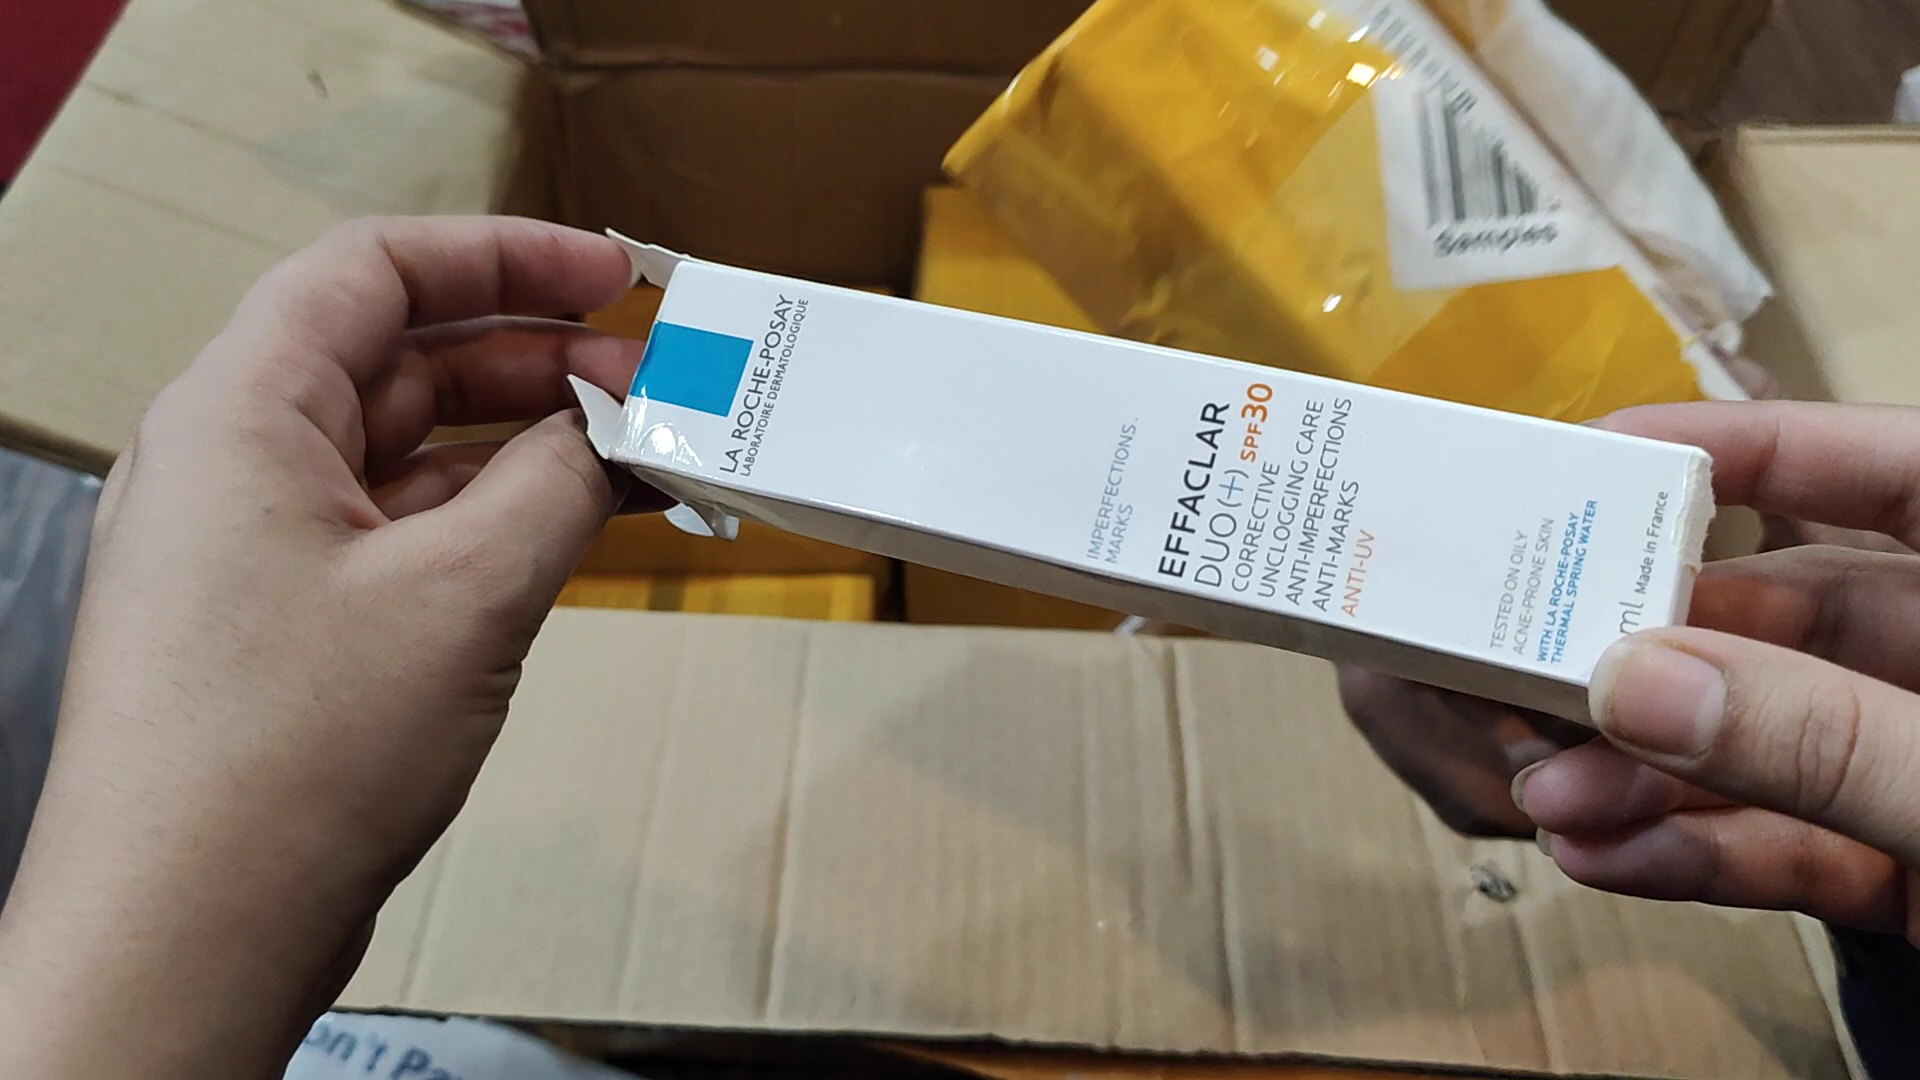 LA ROCHE-POSAY
LABORATOIRE DERMATOLOGIQUE
IMPERFECTIONS.
MARKS
EFFACLAR
DUO(+) SPF30
CORRECTIVE
UNCLOGGING CARE
ANTI-IMPERFECTIONS
ANTI-MARKS
ANTI-UV
TESTED ON OILY
ACNE-PRONE SKIN
WITH LA ROCHE-POSAY
THERMAL SPRING WATER
ml Made in France
Samples